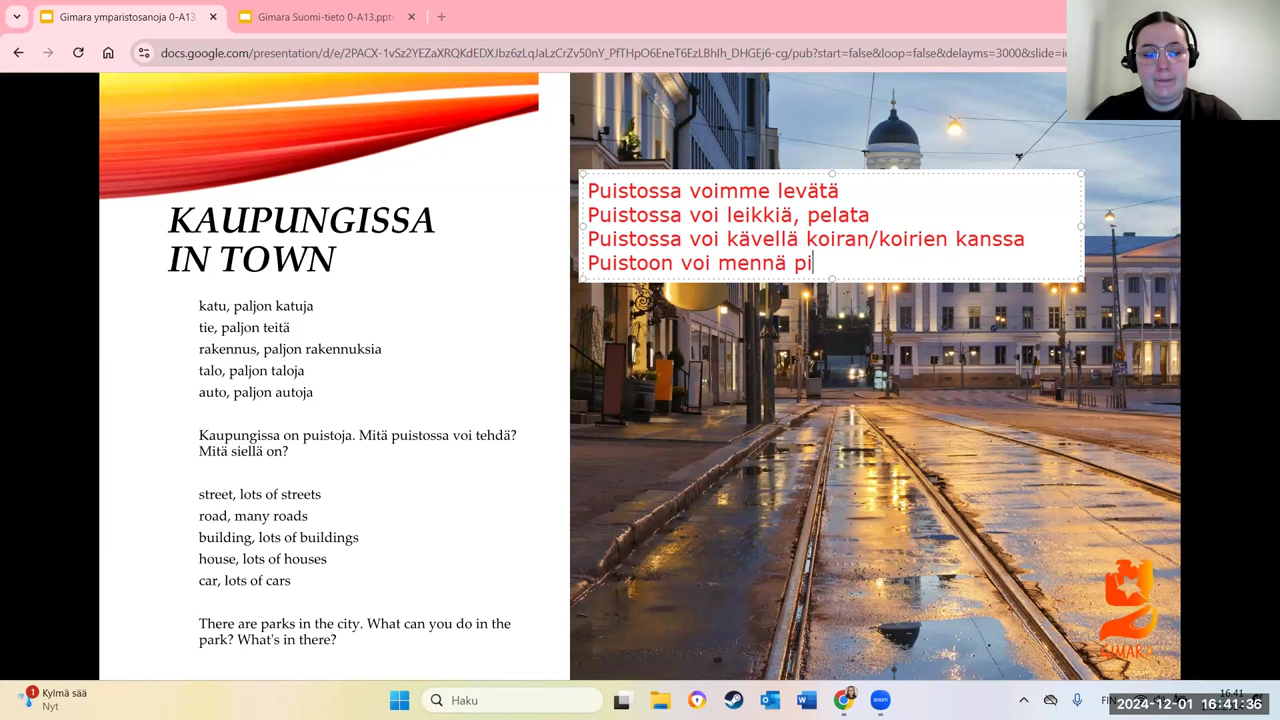 Gimara ymparistosanoja 0-A13.
Gimara Suomi-tieto 0-A13.pptx
docs.google.com/presentation/d/e/2PACX-1vSz2YEZaXRQKdEDXJbz6zLqJaLzCrZv50nY_PfTHpO6EneT6EzLBhIh_DHGEj6-cg/pub?start=false&loop=false&delayms=3000&slide=i
KAUPUNGISSA
IN TOWN
katu, paljon katuja
tie, paljon teitä
rakennus, paljon rakennuksia
talo, paljon taloja
auto, paljon autoja
Kaupungissa on puistoja. Mitä puistossa voi tehdä?
Mitä siellä on?
street, lots of streets
road, many roads
building, lots of buildings
house, lots of houses
car, lots of cars
There are parks in the city. What can you do in the
park? What's in there?
Puistossa voimme levätä
Puistossa voi leikkiä, pelata
Puistossa voi kävellä koiran/koirien kanssa
Puistoon voi mennä pi
GIMARA
1
Kylmä sää
Nyt
Haku
zoom
FIN
16.41
2024-12-01 16:41:36